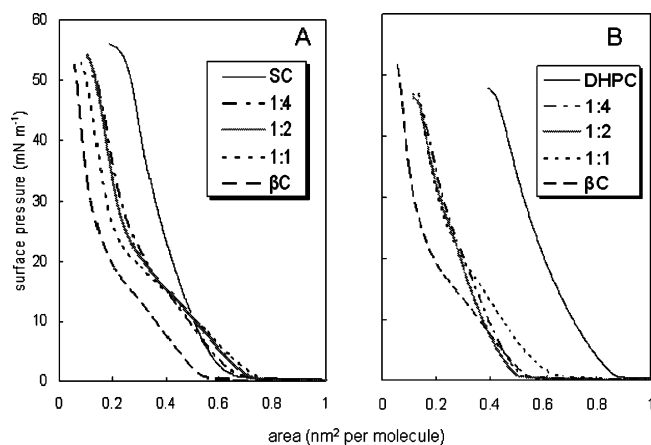 A
B
SC
1:4
1:2
1:1
βC
DHPC
1:4
1:2
1:1
βC
60
50
40
30
20
10
0
surface pressure (mN m⁻¹)
0 0.2 0.4 0.6 0.8 1
0 0.2 0.4 0.6 0.8 1
area (nm² per molecule)